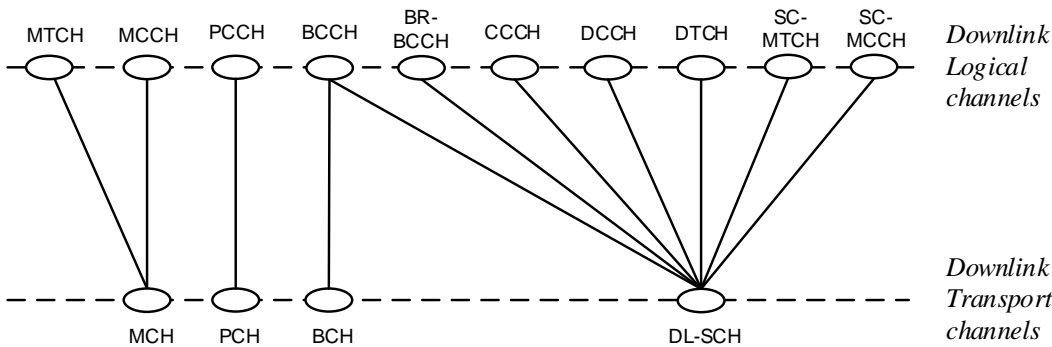 MTCH
MCCH
PCCH
BCCH
BR-
BCCH
CCCH
DCCH
DTCH
SC-
MTCH
SC-
MCCH
Downlink
Logical
channels
MCH
PCH
BCH
DL-SCH
Downlink
Transport
channels